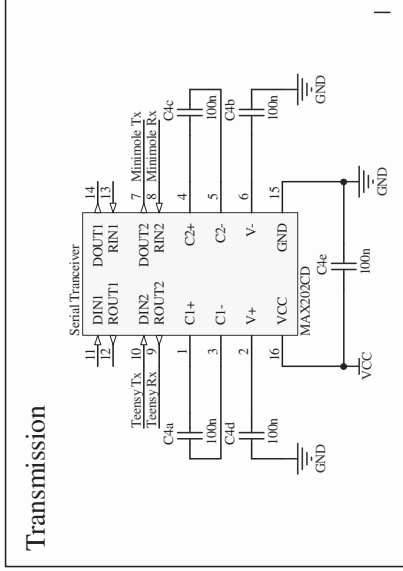 Transmission
Serial Tranceiver
11 DIN1 DOUT1 14
12 ROUT1 RIN1 13
Teensy Tx 10 DIN2 DOUT2 7 Minimole Tx
Teensy Rx 9 ROUT2 RIN2 8 Minimole Rx
C4a 100n 1 C1+ C2+ 4 C4c 100n
3 C1- C2- 5
C4d 100n 2 V+ V- 6 C4b 100n
GND 16 VCC GND 15 GND
MAX202CD
C4e
100n
VCC GND